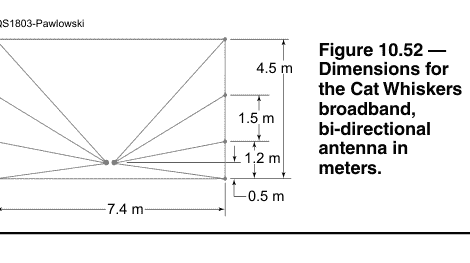 QS1803-Pawlowski
4.5 m
1.5 m
1.2 m
0.5 m
7.4 m
Figure 10.52 —
Dimensions for
the Cat Whiskers
broadband,
bi-directional
antenna in
meters.